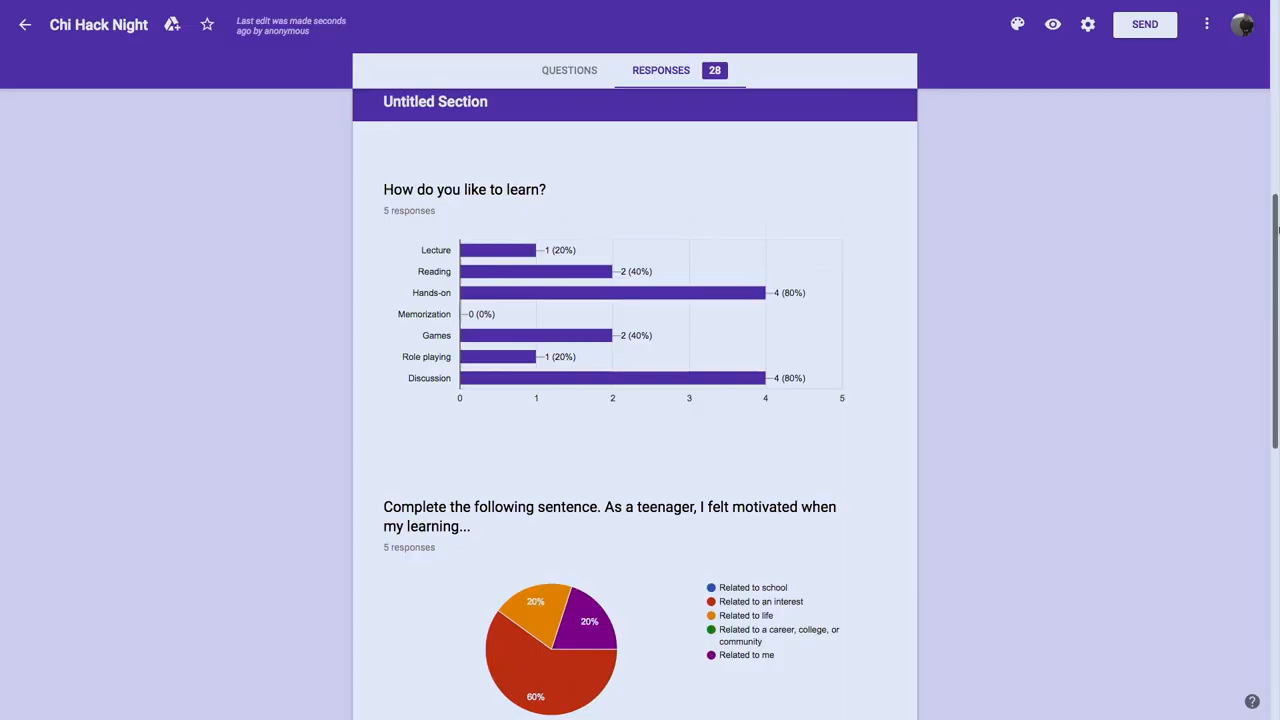 Chi Hack Night
Last edit was made seconds
ago by anonymous
SEND
QUESTIONS
RESPONSES
28
Untitled Section
How do you like to learn?
5 responses
Lecture
1 (20%)
Reading
2 (40%)
Hands-on
4 (80%)
Memorization
0 (0%)
Games
2 (40%)
Role playing
1 (20%)
Discussion
4 (80%)
0
1
2
3
4
5
Complete the following sentence. As a teenager, I felt motivated when
my learning...
5 responses
20%
20%
60%
Related to school
Related to an interest
Related to life
Related to a career, college, or
community
Related to me